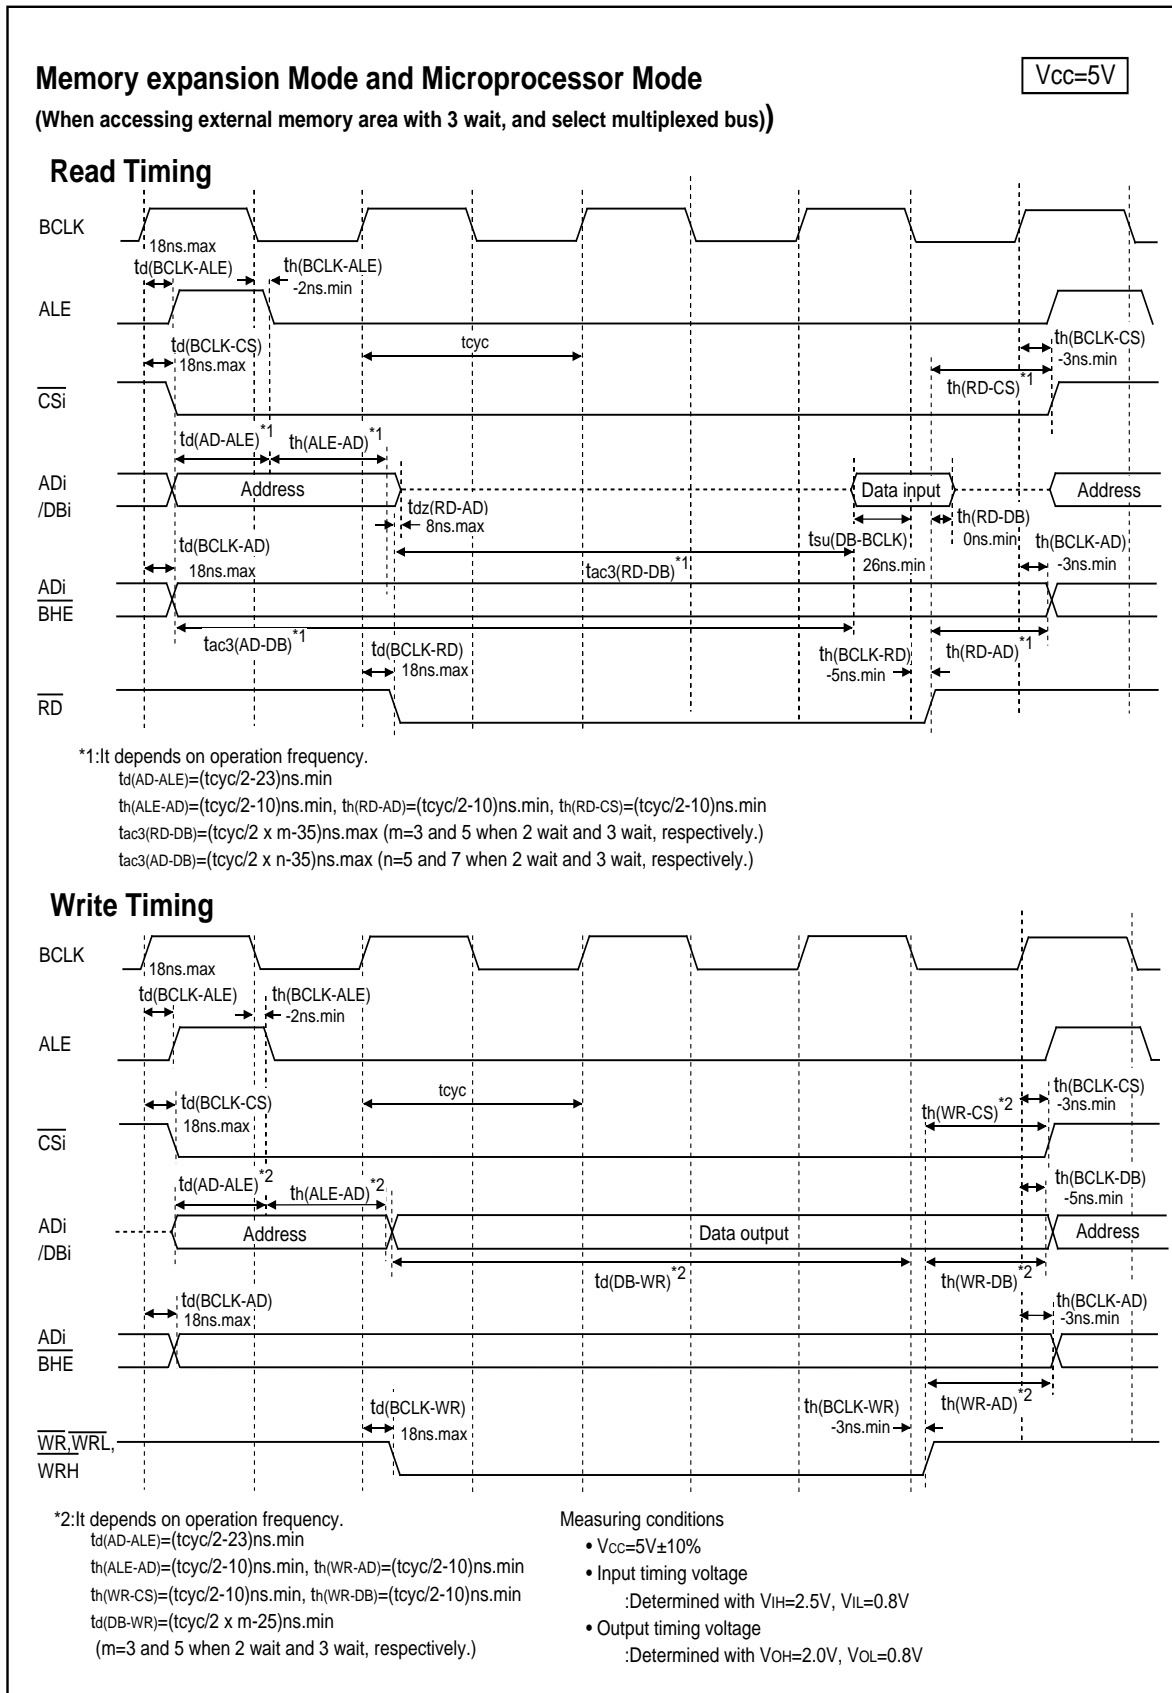 Memory expansion Mode and Microprocessor Mode
Vcc=5V
(When accessing external memory area with 3 wait, and select multiplexed bus))
Read Timing
BCLK
18ns.max
td(BCLK-ALE)
th(BCLK-ALE)
-2ns.min
ALE
td(BCLK-CS)
18ns.max
tcyc
th(BCLK-CS)
-3ns.min
th(RD-CS)*1
CSi
td(AD-ALE)*1
th(ALE-AD)*1
ADi
/DBi
Address
Data input
Address
tdz(RD-AD)
8ns.max
th(RD-DB)
0ns.min
td(BCLK-AD)
18ns.max
tsu(DB-BCLK)
26ns.min
th(BCLK-AD)
-3ns.min
tac3(RD-DB)*1
ADi
BHE
tac3(AD-DB)*1
td(BCLK-RD)
18ns.max
th(BCLK-RD)
-5ns.min
th(RD-AD)*1
RD
*1:It depends on operation frequency.
td(AD-ALE)=(tcyc/2-23)ns.min
th(ALE-AD)=(tcyc/2-10)ns.min, th(RD-AD)=(tcyc/2-10)ns.min, th(RD-CS)=(tcyc/2-10)ns.min
tac3(RD-DB)=(tcyc/2 x m-35)ns.max (m=3 and 5 when 2 wait and 3 wait, respectively.)
tac3(AD-DB)=(tcyc/2 x n-35)ns.max (n=5 and 7 when 2 wait and 3 wait, respectively.)
Write Timing
BCLK
18ns.max
td(BCLK-ALE)
th(BCLK-ALE)
-2ns.min
ALE
td(BCLK-CS)
18ns.max
tcyc
th(BCLK-CS)
-3ns.min
th(WR-CS)*2
CSi
td(AD-ALE)*2
th(ALE-AD)*2
th(BCLK-DB)
-5ns.min
ADi
/DBi
Address
Data output
Address
td(DB-WR)*2
th(WR-DB)*2
td(BCLK-AD)
18ns.max
th(BCLK-AD)
-3ns.min
ADi
BHE
td(BCLK-WR)
18ns.max
th(BCLK-WR)
-3ns.min
th(WR-AD)*2
WR,WRL,
WRH
*2:It depends on operation frequency.
td(AD-ALE)=(tcyc/2-23)ns.min
th(ALE-AD)=(tcyc/2-10)ns.min, th(WR-AD)=(tcyc/2-10)ns.min
th(WR-CS)=(tcyc/2-10)ns.min, th(WR-DB)=(tcyc/2-10)ns.min
td(DB-WR)=(tcyc/2 x m-25)ns.min
(m=3 and 5 when 2 wait and 3 wait, respectively.)
Measuring conditions
• VCC=5V±10%
• Input timing voltage
:Determined with VIH=2.5V, VIL=0.8V
• Output timing voltage
:Determined with VOH=2.0V, VOL=0.8V